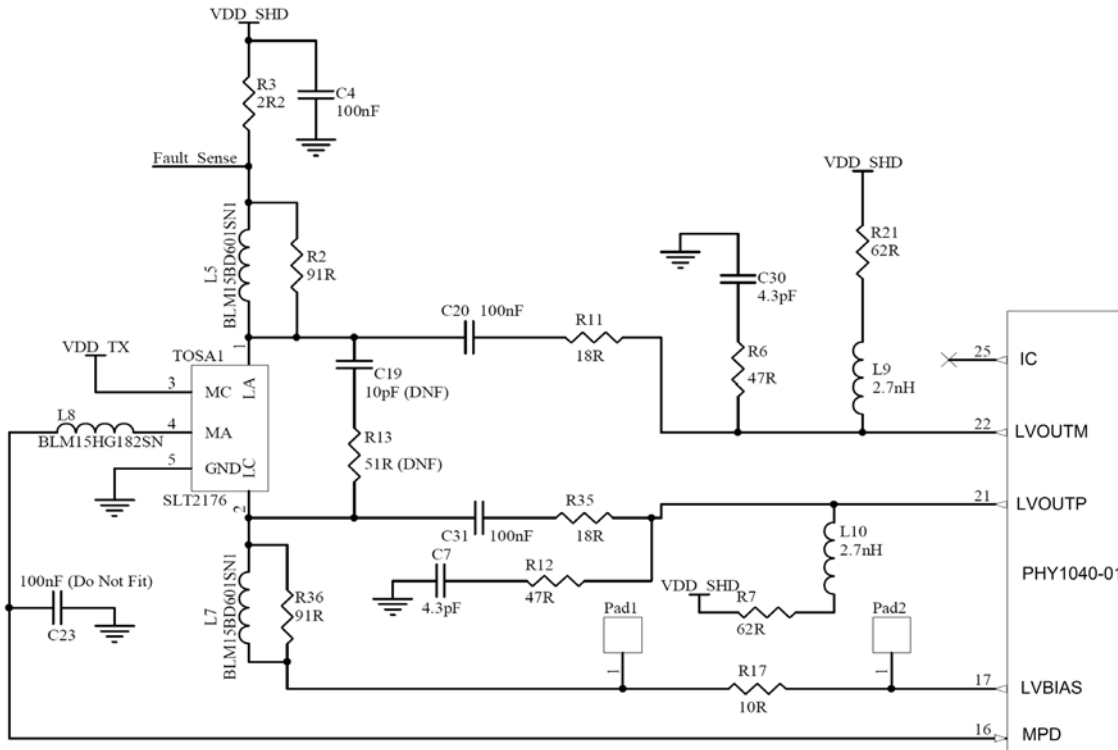 VDD_SHD
R3
2R2
C4
100nF
Fault_Sense
VDD_SHD
L5
BLM15BD601SN1
R2
91R
R21
62R
C30
4.3pF
C20 100nF
R11
18R
VDD_TX
TOSA1
1
C19
10pF (DNF)
R6
47R
L9
2.7nH
25 IC
3 MC LA
L8
BLM15HG182SN
4 MA
R13
51R (DNF)
22 LVOUTM
5 GND LC
SLT2176
2
21 LVOUTP
C31 100nF
R35
18R
L10
2.7nH
C7
4.3pF
R12
47R
PHY1040-01
100nF (Do Not Fit)
C23
L7
BLM15BD601SN1
R36
91R
VDD_SHD
R7
62R
Pad1
1
Pad2
1
R17
10R
17 LVBIAS
16 MPD